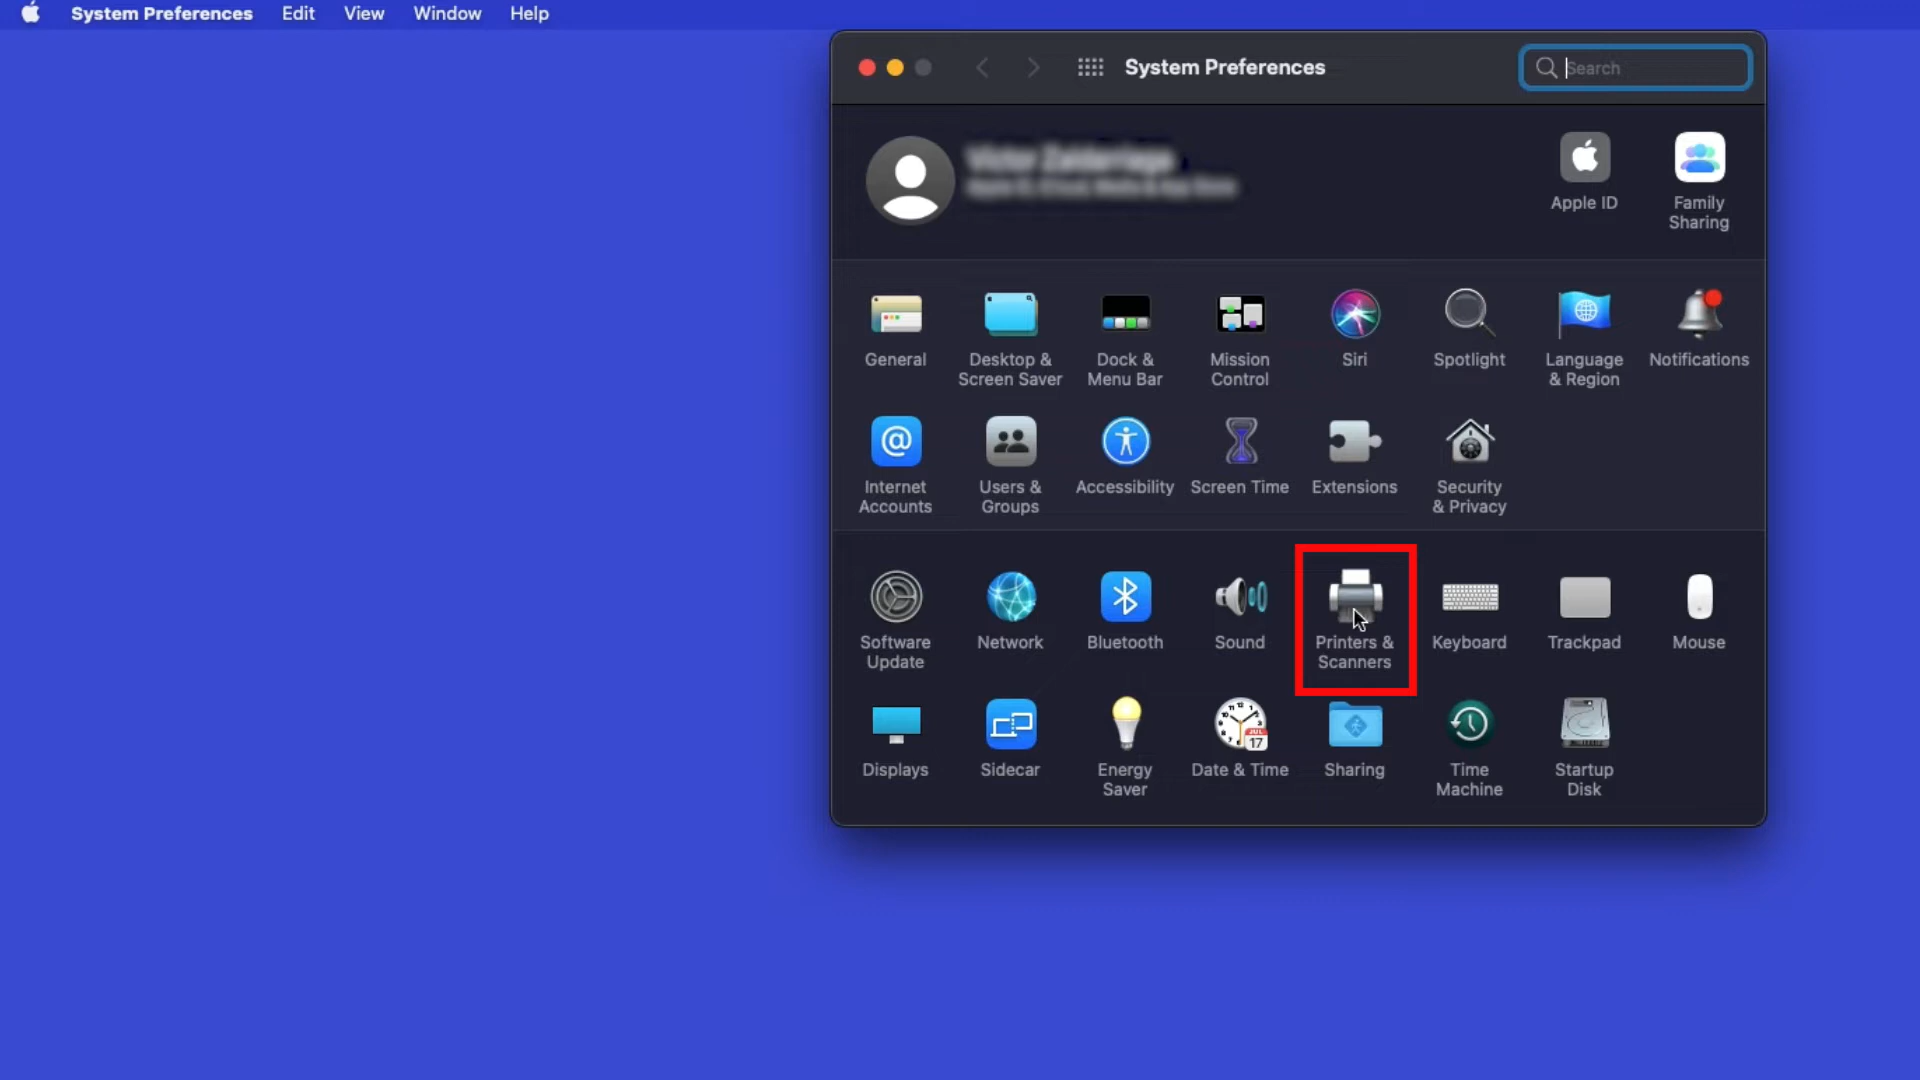 System Preferences Edit View Window Help
System Preferences
Search
Apple ID
Family
Sharing
General
Desktop &
Screen Saver
Dock &
Menu Bar
Mission
Control
Siri
Spotlight
Language
& Region
Notifications
Internet
Accounts
Users &
Groups
Accessibility
Screen Time
Extensions
Security
& Privacy
Software
Update
Network
Bluetooth
Sound
Printers &
Scanners
Keyboard
Trackpad
Mouse
Displays
Sidecar
Energy
Saver
JUL
17
Date & Time
Sharing
Time
Machine
Startup
Disk